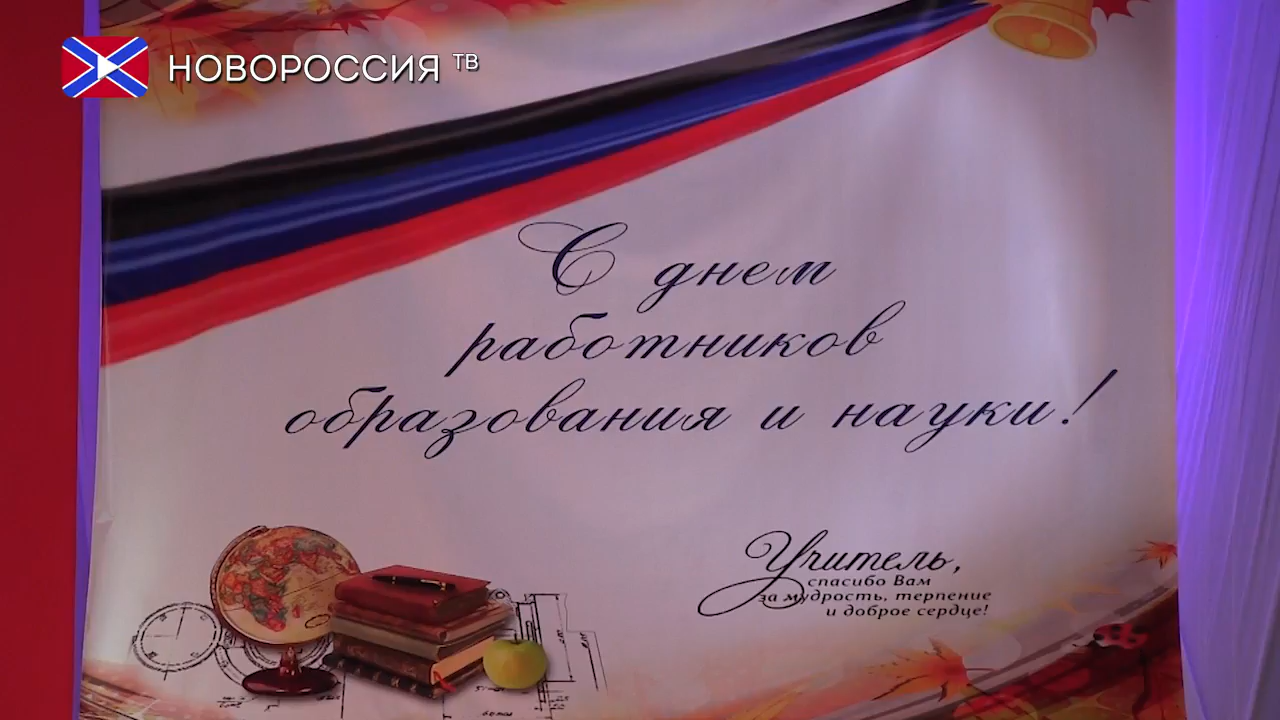 НОВОРОССИЯ ТВ
С днем
работников
образования и науки!
Учитель,
спасибо Вам
за мудрость, терпение
и доброе сердце!